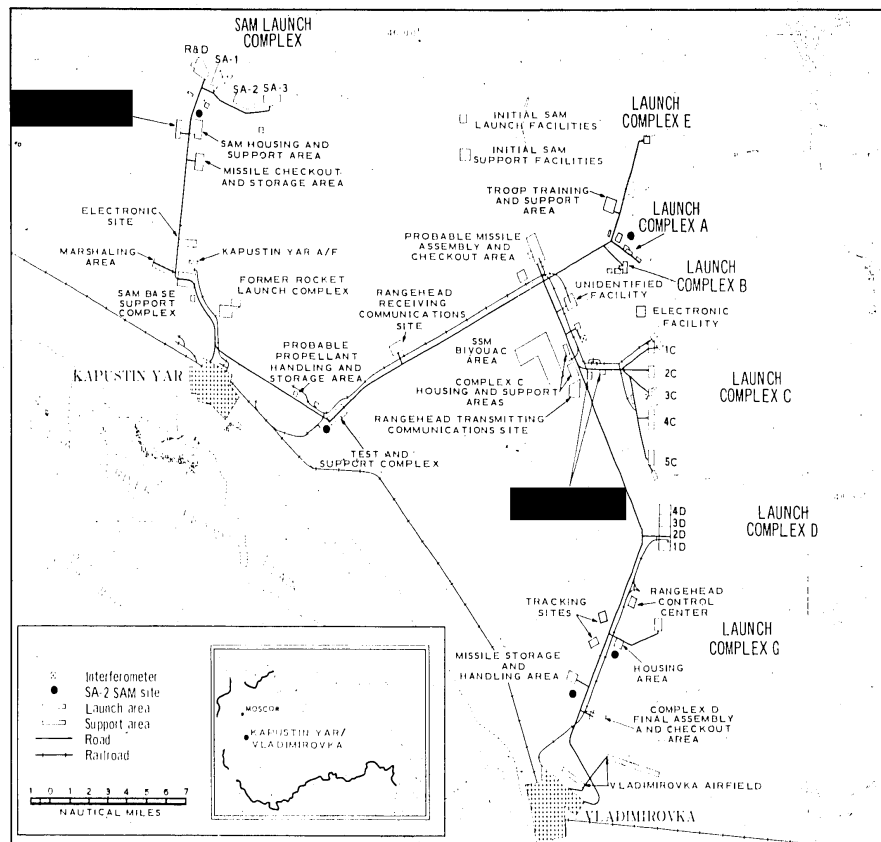 SAM LAUNCH
COMPLEX
R&D
SA-1
SA-2
SA-3
SAM HOUSING AND
SUPPORT AREA
MISSILE CHECKOUT
AND STORAGE AREA
ELECTRONIC
SITE
MARSHALING
AREA
KAPUSTIN YAR A/F
SAM BASE
SUPPORT
COMPLEX
FORMER ROCKET
LAUNCH COMPLEX
KAPUSTIN YAR
INITIAL SAM
LAUNCH FACILITIES
INITIAL SAM
SUPPORT FACILITIES
LAUNCH
COMPLEX E
TROOP TRAINING
AND SUPPORT
AREA
LAUNCH
COMPLEX A
PROBABLE MISSILE
ASSEMBLY AND
CHECKOUT AREA
LAUNCH
COMPLEX B
UNIDENTIFIED
FACILITY
RANGEHEAD
RECEIVING
COMMUNICATIONS
SITE
ELECTRONIC
FACILITY
PROBABLE
PROPELLANT
HANDLING AND
STORAGE AREA
SSM
BIVOUAC
AREA
COMPLEX C
HOUSING AND SUPPORT
AREAS
RANGEHEAD TRANSMITTING
COMMUNICATIONS SITE
1C
2C
3C
4C
5C
LAUNCH
COMPLEX C
TEST AND
SUPPORT COMPLEX
4D
3D
2D
1D
LAUNCH
COMPLEX D
TRACKING
SITES
RANGEHEAD
CONTROL
CENTER
LAUNCH
COMPLEX G
MISSILE STORAGE
AND
HANDLING AREA
HOUSING
AREA
COMPLEX D
FINAL ASSEMBLY
AND CHECKOUT
AREA
VLADIMIROVKA AIRFIELD
VLADIMIROVKA
Interferometer
SA-2 SAM site
Launch area
Support area
Road
Railroad
1 0 1 2 3 4 5 6 7
NAUTICAL MILES
MOSCOW
KAPUSTIN YAR/
VLADIMIROVKA